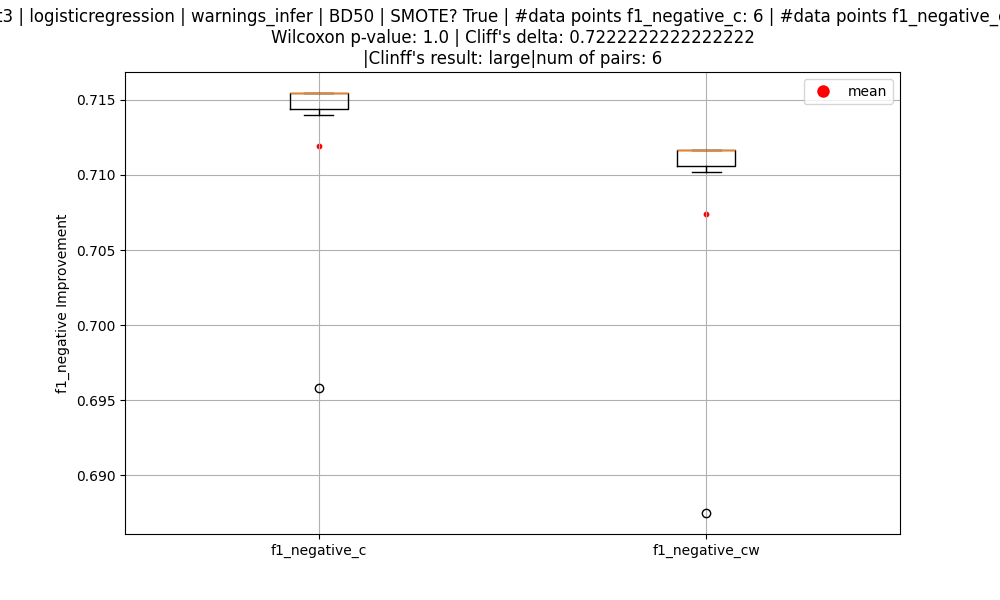 t3 | logisticregression | warnings_infer | BD50 | SMOTE? True | #data points f1_negative_c: 6 | #data points f1_negative_
Wilcoxon p-value: 1.0 | Cliff's delta: 0.7222222222222222
|Clinff's result: large|num of pairs: 6
mean
0.715
0.710
0.705
0.700
0.695
0.690
f1_negative Improvement
f1_negative_c
f1_negative_cw